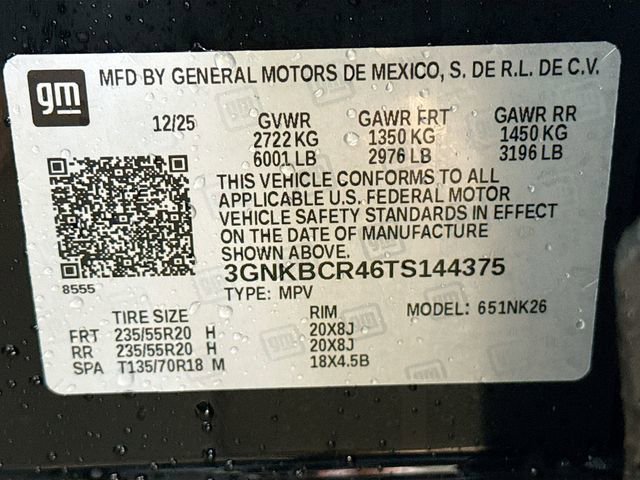 gm MFD BY GENERAL MOTORS DE MEXICO, S. DE R.L. DE C.V.
12/25 GVWR GAWR FRT GAWR RR
2722 KG 1350 KG 1450 KG
6001 LB 2976 LB 3196 LB
THIS VEHICLE CONFORMS TO ALL
APPLICABLE U.S. FEDERAL MOTOR
VEHICLE SAFETY STANDARDS IN EFFECT
ON THE DATE OF MANUFACTURE
SHOWN ABOVE.
8555
3GNKBCR46TS144375
TYPE: MPV MODEL: 651NK26
TIRE SIZE RIM
FRT 235/55R20 H 20X8J
RR 235/55R20 H 20X8J
SPA T135/70R18 M 18X4.5B